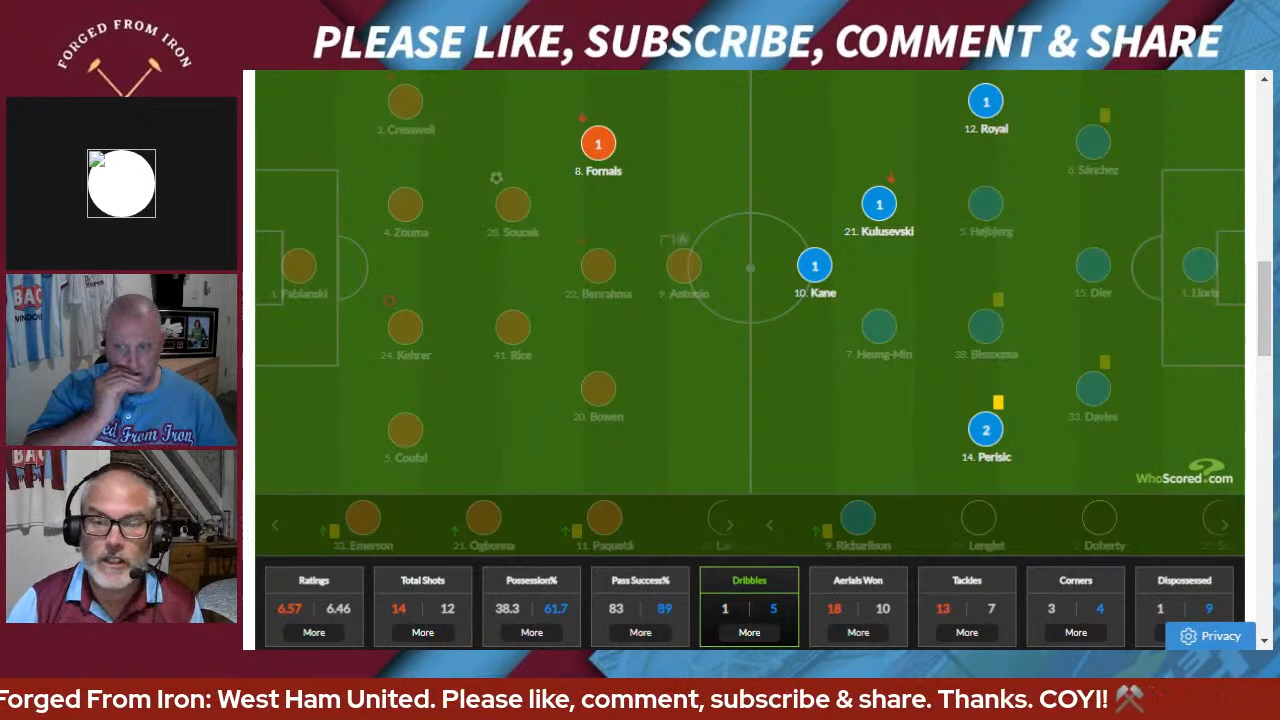 FORGED FROM IRON
PLEASE LIKE, SUBSCRIBE, COMMENT & SHARE
3. Cresswell
1
8. Fornals
4. Zouma
28. Soucek
1. Fabianski
22. Benrahma
9. Antonio
24. Kehrer
41. Rice
20. Bowen
5. Coufal
1
12. Royal
6. Sánchez
1
21. Kulusevski
5. Højbjerg
1
10. Kane
15. Dier
1. Lloris
7. Heung-Min
38. Bissouma
33. Davies
2
14. Perisic
WhoScored.com
33. Emerson
21. Ogbonna
11. Paquetá
9. Richarlison
Lenglet
Doherty
Ratings
6.57 6.46
More
Total Shots
14 12
More
Possession%
38.3 61.7
More
Pass Success%
83 89
More
Dribbles
1 5
More
Aerials Won
18 10
More
Tackles
13 7
More
Corners
3 4
More
Dispossessed
1 9
Privacy
BAC
WINDOW
ed From Iron
Forged From Iron: West Ham United. Please like, comment, subscribe & share. Thanks. COYI!